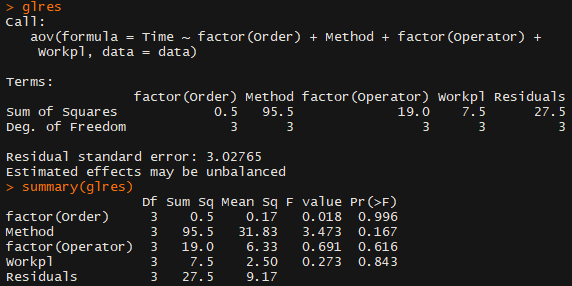 > glres
Call:
   aov(formula = Time ~ factor(Order) + Method + factor(Operator) +
    Workpl, data = data)

Terms:
                factor(Order) Method factor(Operator) Workpl Residuals
Sum of Squares            0.5   95.5             19.0    7.5      27.5
Deg. of Freedom             3      3                3      3         3

Residual standard error: 3.02765
Estimated effects may be unbalanced
> summary(glres)
                 Df Sum Sq Mean Sq F value Pr(>F)
factor(Order)     3    0.5    0.17   0.018  0.996
Method            3   95.5   31.83   3.473  0.167
factor(Operator)  3   19.0    6.33   0.691  0.616
Workpl            3    7.5    2.50   0.273  0.843
Residuals         3   27.5    9.17